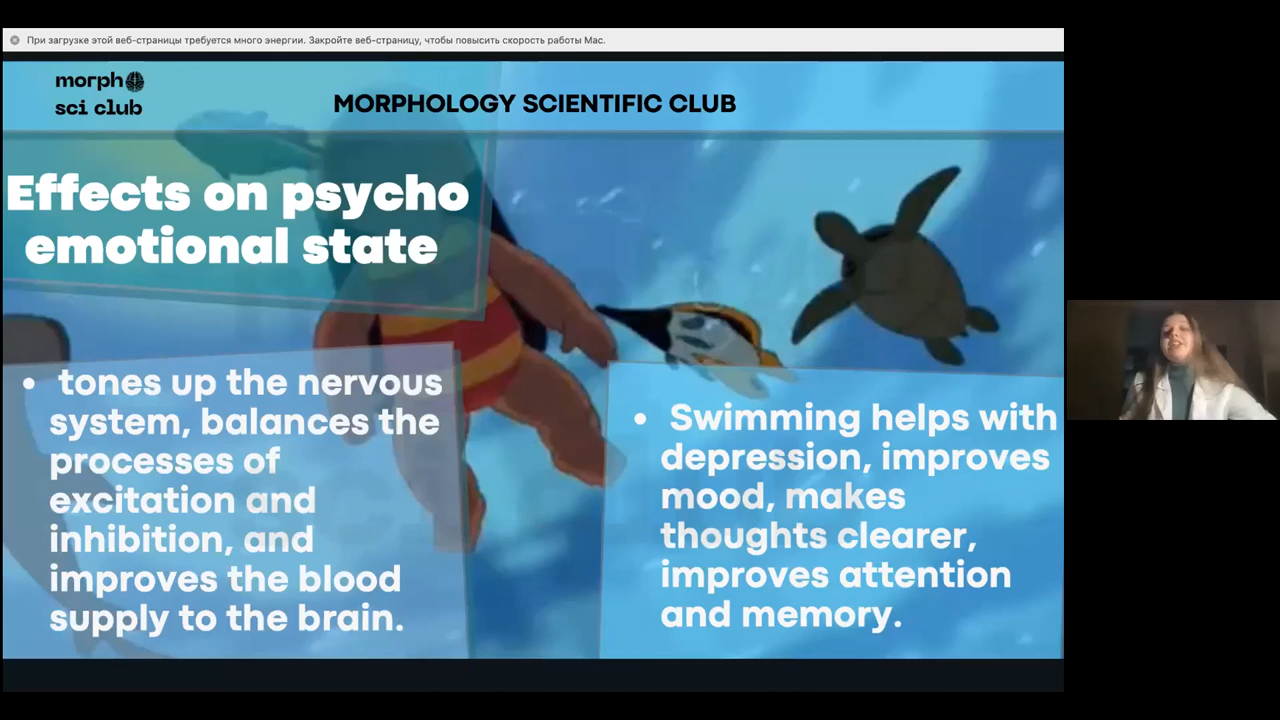 При загрузке этой веб-страницы требуется много энергии. Закройте веб-страницу, чтобы повысить скорость работы Mac.
morph
sci club
MORPHOLOGY SCIENTIFIC CLUB
Effects on psycho
emotional state
• tones up the nervous
system, balances the
processes of
excitation and
inhibition, and
improves the blood
supply to the brain.
• Swimming helps with
depression, improves
mood, makes
thoughts clearer,
improves attention
and memory.